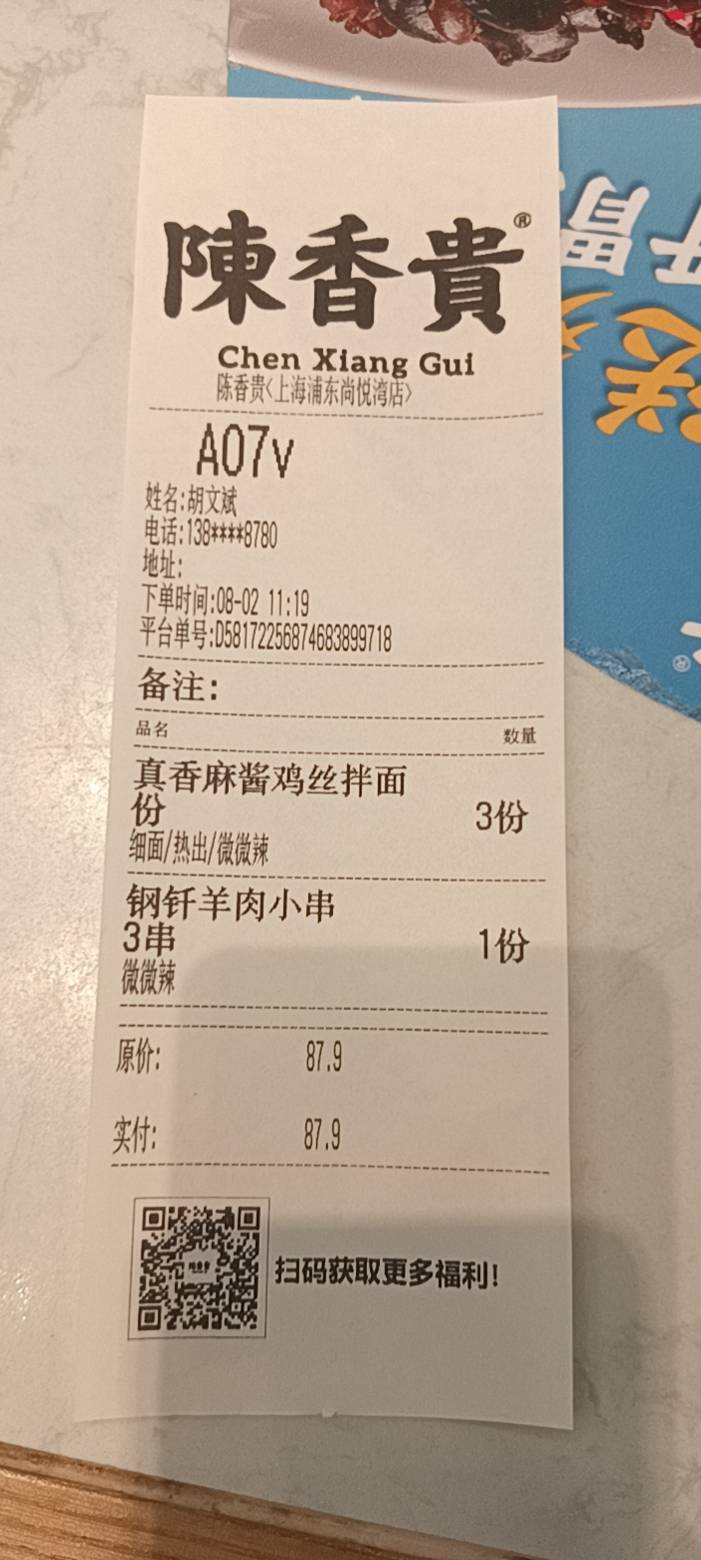 陳香貴®
Chen Xiang Gui
陈香贵<上海浦东尚悦湾店>
A07v
姓名:胡文斌
电话:138****8780
地址:
下单时间:08-02 11:19
平台单号:D58172256874683899718
备注:
品名 数量
真香麻酱鸡丝拌面
份 3份
细面/热出/微微辣
钢钎羊肉小串
3串 1份
微微辣
原价: 87.9
实付: 87.9
扫码获取更多福利!